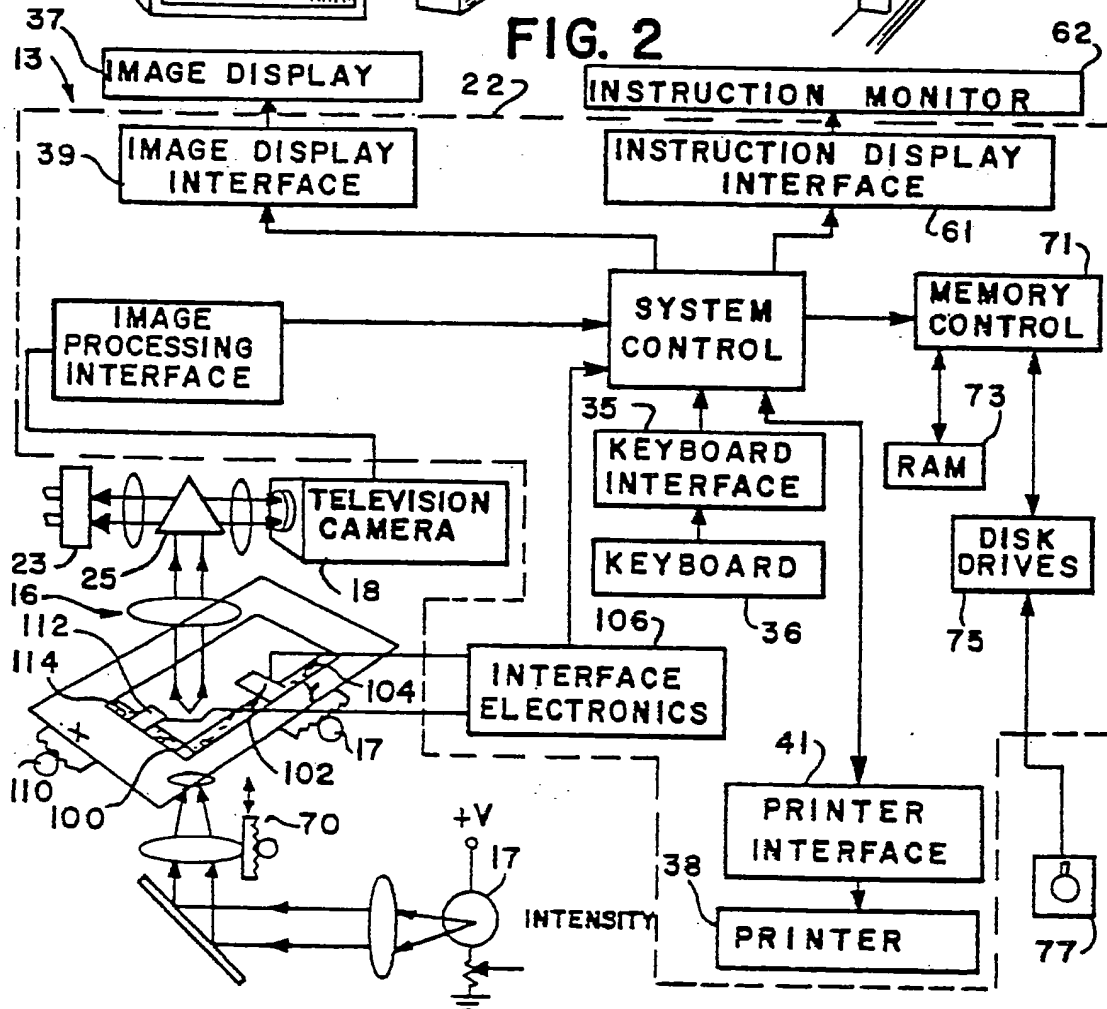 FIG. 2
37
13
IMAGE DISPLAY
22
62
INSTRUCTION MONITOR
39
IMAGE DISPLAY
INTERFACE
INSTRUCTION DISPLAY
INTERFACE
61
71
IMAGE
PROCESSING
INTERFACE
SYSTEM
CONTROL
MEMORY
CONTROL
35
73
KEYBOARD
INTERFACE
RAM
TELEVISION
CAMERA
23
25
18
KEYBOARD
36
DISK
DRIVES
75
16
112
114
106
104
INTERFACE
ELECTRONICS
X
Y
17
110
100
102
41
70
+V
PRINTER
INTERFACE
17
38
INTENSITY
PRINTER
77